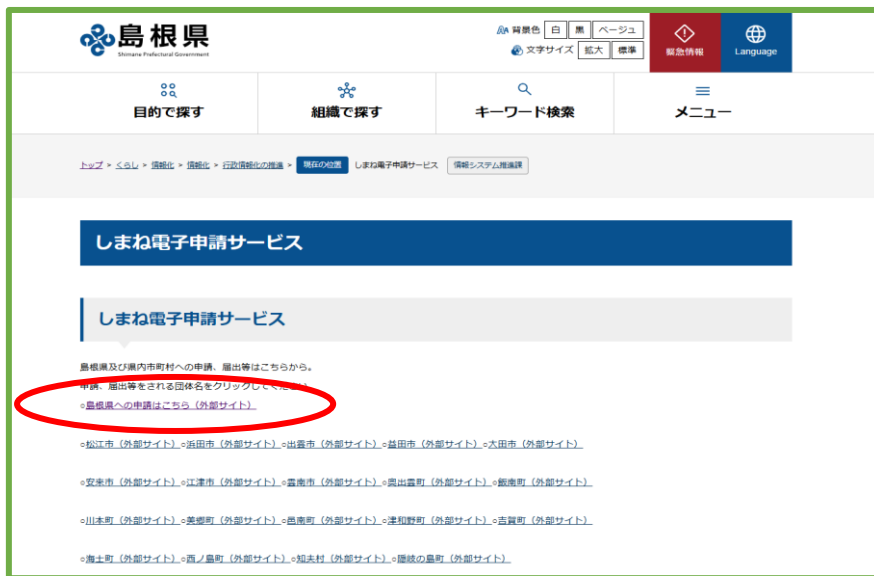 島根県
Shimane Prefectural Government
背景色 白 黒 ベージュ
文字サイズ 拡大 標準
緊急情報
Language
目的で探す
組織で探す
キーワード検索
メニュー
トップ > くらし > 情報化 > 情報化 > 行政情報化の推進 > 現在の位置 しまね電子申請サービス 情報システム推進課
しまね電子申請サービス
しまね電子申請サービス
島根県及び県内市町村への申請、届出等はこちらから。
申請、届出等をされる団体名をクリックしてください
○島根県への申請はこちら（外部サイト）
○松江市（外部サイト）○浜田市（外部サイト）○出雲市（外部サイト）○益田市（外部サイト）○大田市（外部サイト）
○安来市（外部サイト）○江津市（外部サイト）○雲南市（外部サイト）○奥出雲町（外部サイト）○飯南町（外部サイト）
○川本町（外部サイト）○美郷町（外部サイト）○邑南町（外部サイト）○津和野町（外部サイト）○吉賀町（外部サイト）
○海士町（外部サイト）○西ノ島町（外部サイト）○知夫村（外部サイト）○隠岐の島町（外部サイト）